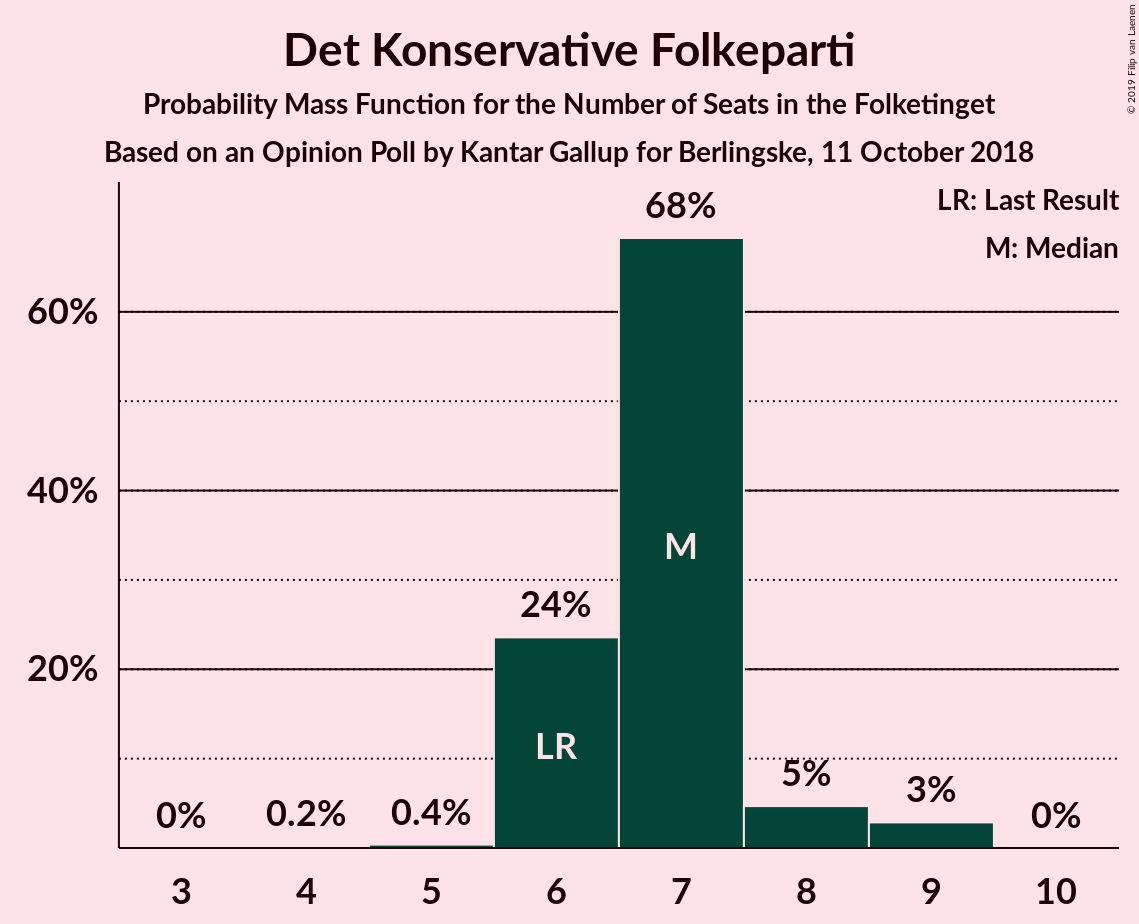 Det Konservative Folkeparti
Probability Mass Function for the Number of Seats in the Folketinget
Based on an Opinion Poll by Kantar Gallup for Berlingske, 11 October 2018
© 2019 Filip van Laenen
LR: Last Result
M: Median
60%
40%
20%
0%
0.2%
0.4%
24%
68%
5%
3%
0%
LR
M
3 4 5 6 7 8 9 10